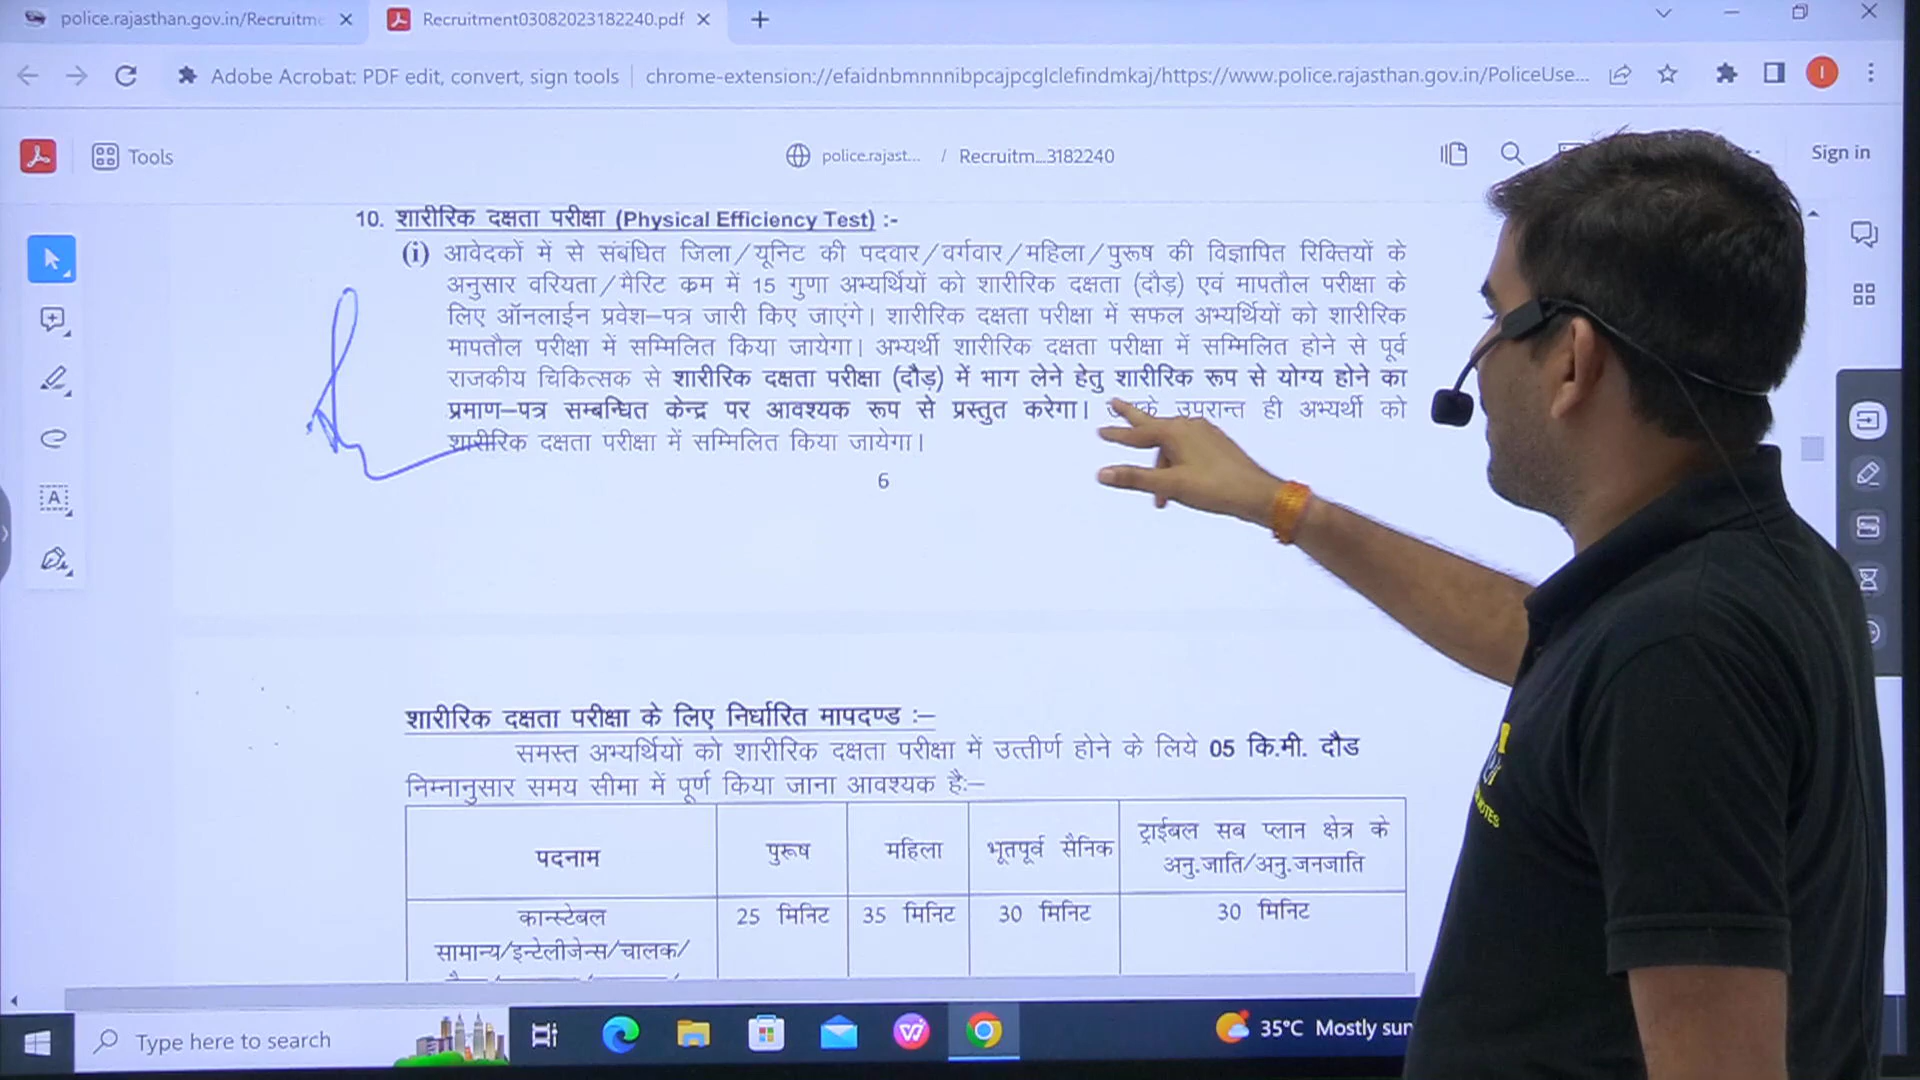 police.rajasthan.gov.in/Recruitme
Recruitment03082023182240.pdf
Adobe Acrobat: PDF edit, convert, sign tools
chrome-extension://efaidnbmnnnibpcajpcglclefindmkaj/https://www.police.rajasthan.gov.in/PoliceUse...
I
Tools
police.rajast... / Recruitm...3182240
Sign in
10. शारीरिक दक्षता परीक्षा (Physical Efficiency Test) :-
(i) आवेदकों में से संबंधित जिला/यूनिट की पदवार/वर्गवार/महिला/पुरूष की विज्ञापित रिक्तियों के
अनुसार वरियता/मैरिट क्रम में 15 गुणा अभ्यर्थियों को शारीरिक दक्षता (दौड़) एवं मापतौल परीक्षा के
लिए ऑनलाईन प्रवेश–पत्र जारी किए जाएंगे। शारीरिक दक्षता परीक्षा में सफल अभ्यर्थियों को शारीरिक
मापतौल परीक्षा में सम्मिलित किया जायेगा। अभ्यर्थी शारीरिक दक्षता परीक्षा में सम्मिलित होने से पूर्व
राजकीय चिकित्सक से शारीरिक दक्षता परीक्षा (दौड़) में भाग लेने हेतु शारीरिक रूप से योग्य होने का
प्रमाण–पत्र सम्बन्धित केन्द्र पर आवश्यक रूप से प्रस्तुत करेगा। उपरान्त ही अभ्यर्थी को
शारीरिक दक्षता परीक्षा में सम्मिलित किया जायेगा।
6
शारीरिक दक्षता परीक्षा के लिए निर्धारित मापदण्ड :–
समस्त अभ्यर्थियों को शारीरिक दक्षता परीक्षा में उत्तीर्ण होने के लिये 05 कि.मी. दौड
निम्नानुसार समय सीमा में पूर्ण किया जाना आवश्यक है:–
पदनाम पुरूष महिला भूतपूर्व सैनिक ट्राईबल सब प्लान क्षेत्र के
अनु.जाति/अनु.जनजाति
कान्स्टेबल 25 मिनिट 35 मिनिट 30 मिनिट 30 मिनिट
सामान्य/इन्टेलीजेन्स/चालक/
Type here to search
35°C Mostly sun